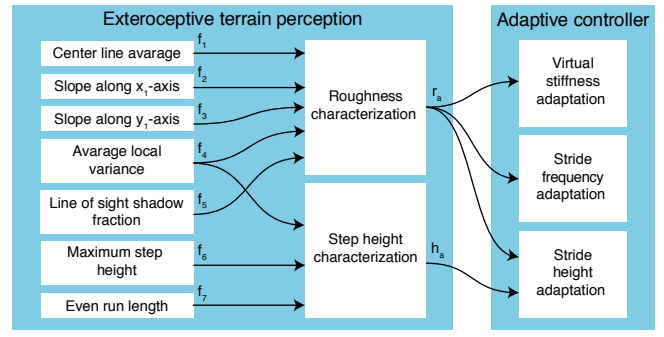 Exteroceptive terrain perception
Center line avarage
f1
Slope along x1-axis
f2
Slope along y1-axis
f3
Avarage local
variance
f4
Line of sight shadow
fraction
f5
Maximum step
height
f6
Even run length
f7
Roughness
characterization
ra
Step height
characterization
ha
Adaptive controller
Virtual
stiffness
adaptation
Stride
frequency
adaptation
Stride
height
adaptation